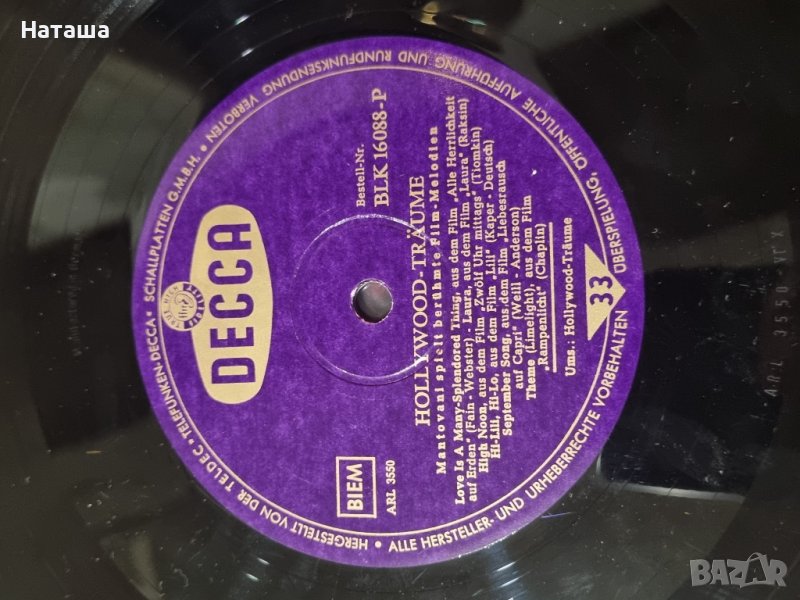 Наташа
HERGESTELLT VON DER TELDEC „TELEFUNKEN-DECCA“ SCHALLPLATTEN G.M.B.H.
ALLE HERSTELLER- UND URHEBERRECHTE VORBEHALTEN
ÜBERSPIELUNG, ÖFFENTLICHE AUFFÜHRUNG UND RUNDFUNKSENDUNG VERBOTEN
DECCA
BIEM
ARL 3550
Bestell-Nr.
BLK 16088-P
HOLLYWOOD-TRÄUME
Mantovani spielt berühmte Film-Melodien
Love Is A Many-Splendored Thing, aus dem Film „Alle Herrlichkeit
auf Erden“ (Fain - Webster) - Laura, aus dem Film „Laura“ (Raksin)
High Noon, aus dem Film „Zwölf Uhr mittags“ (Tiomkin)
Hi-Lili, Hi-Lo, aus dem Film „Lili“ (Kaper - Deutsch)
September Song, aus dem Film „Liebesrausch
auf Capri“ (Weill - Anderson)
Theme (Limelight), aus dem Film
„Rampenlicht“ (Chaplin)
Ums.: Hollywood-Träume
33
ARL 3550
BAZAR